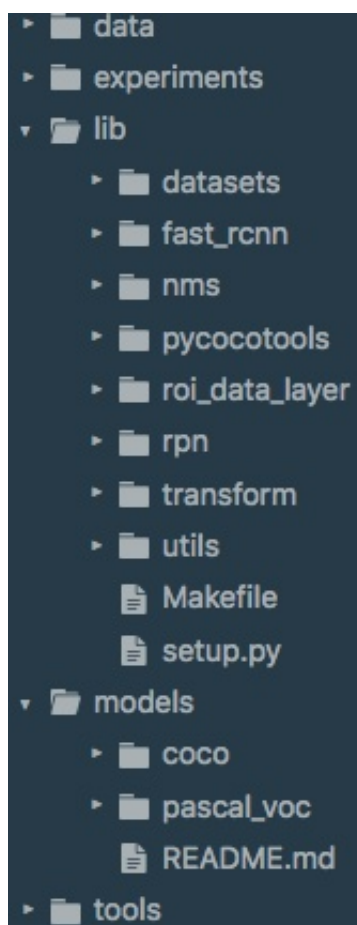 data
experiments
lib
datasets
fast_rcnn
nms
pycocotools
roi_data_layer
rpn
transform
utils
Makefile
setup.py
models
coco
pascal_voc
README.md
tools